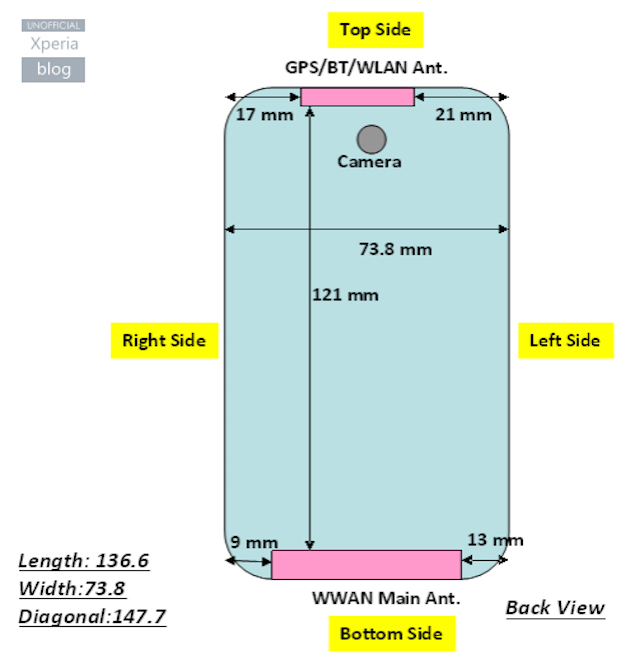 UNOFFICIAL
Xperia
blog
Top Side
GPS/BT/WLAN Ant.
17 mm
21 mm
Camera
73.8 mm
121 mm
Right Side
Left Side
9 mm
13 mm
Length: 136.6
Width:73.8
Diagonal:147.7
WWAN Main Ant.
Back View
Bottom Side